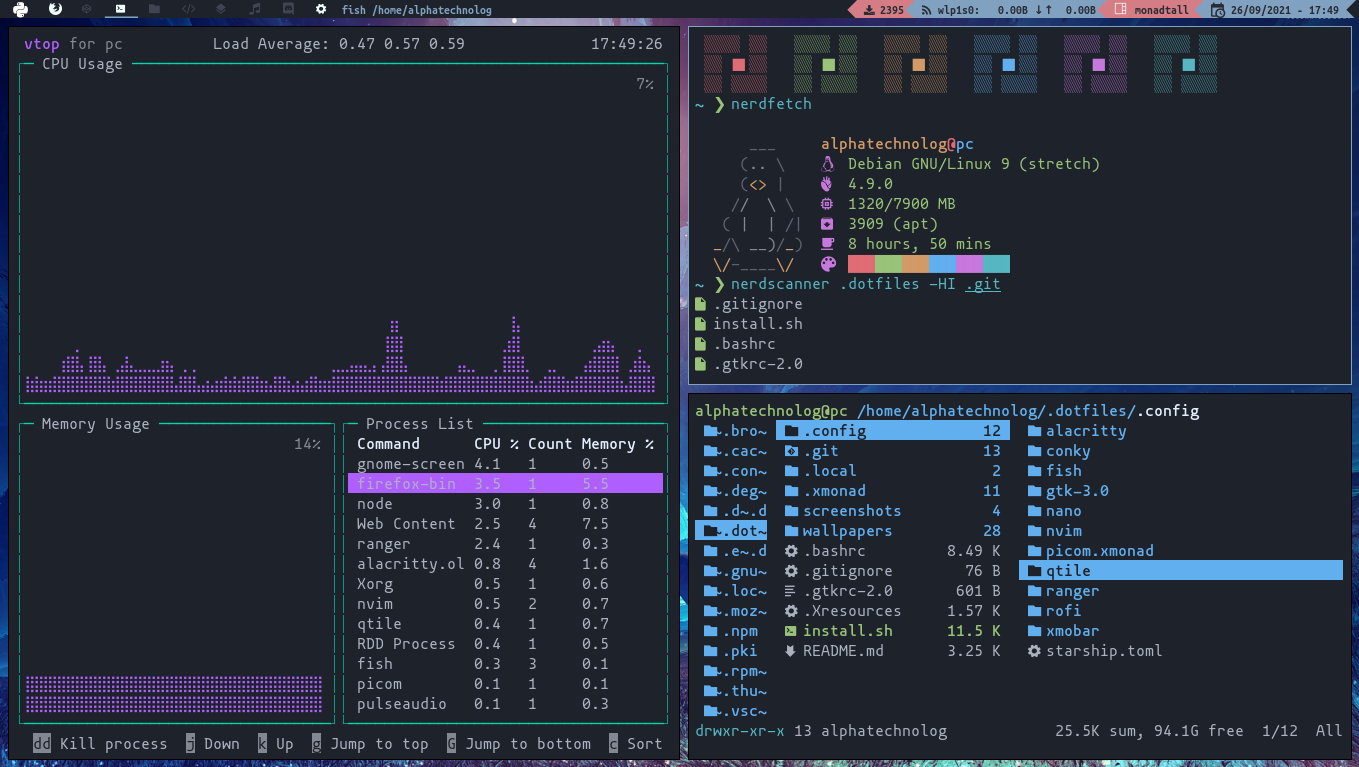 fish /home/alphatechnolog
2395
wlp1s0: 0.00B ↓↑ 0.00B
monadtall
26/09/2021 - 17:49
vtop for pc
Load Average: 0.47 0.57 0.59
17:49:26
CPU Usage
7%
Memory Usage
14%
Process List
Command CPU % Count Memory %
gnome-screen 4.1 1 0.5
firefox-bin 3.5 1 5.5
node 3.0 1 0.8
Web Content 2.5 4 7.5
ranger 2.4 1 0.3
alacritty.ol 0.8 4 1.6
Xorg 0.5 1 0.6
nvim 0.5 2 0.7
qtile 0.4 1 0.7
RDD Process 0.4 1 0.5
fish 0.3 3 0.1
picom 0.1 1 0.1
pulseaudio 0.1 1 0.3
dd Kill process j Down k Up g Jump to top G Jump to bottom c Sort
~ ❯ nerdfetch
alphatechnolog@pc
Debian GNU/Linux 9 (stretch)
4.9.0
1320/7900 MB
3909 (apt)
8 hours, 50 mins
~ ❯ nerdscanner .dotfiles -HI .git
.gitignore
install.sh
.bashrc
.gtkrc-2.0
alphatechnolog@pc /home/alphatechnolog/.dotfiles/.config
.bro~ .config 12 alacritty
.cac~ .git 13 conky
.con~ .local 2 fish
.deg~ .xmonad 11 gtk-3.0
.d~.d screenshots 4 nano
.dot~ wallpapers 28 nvim
.e~.d .bashrc 8.49 K picom.xmonad
.gnu~ .gitignore 76 B qtile
.loc~ .gtkrc-2.0 601 B ranger
.moz~ .Xresources 1.57 K rofi
.npm install.sh 11.5 K xmobar
.pki README.md 3.25 K starship.toml
.rpm~
.thu~
.vsc~
drwxr-xr-x 13 alphatechnolog 25.5K sum, 94.1G free 1/12 All